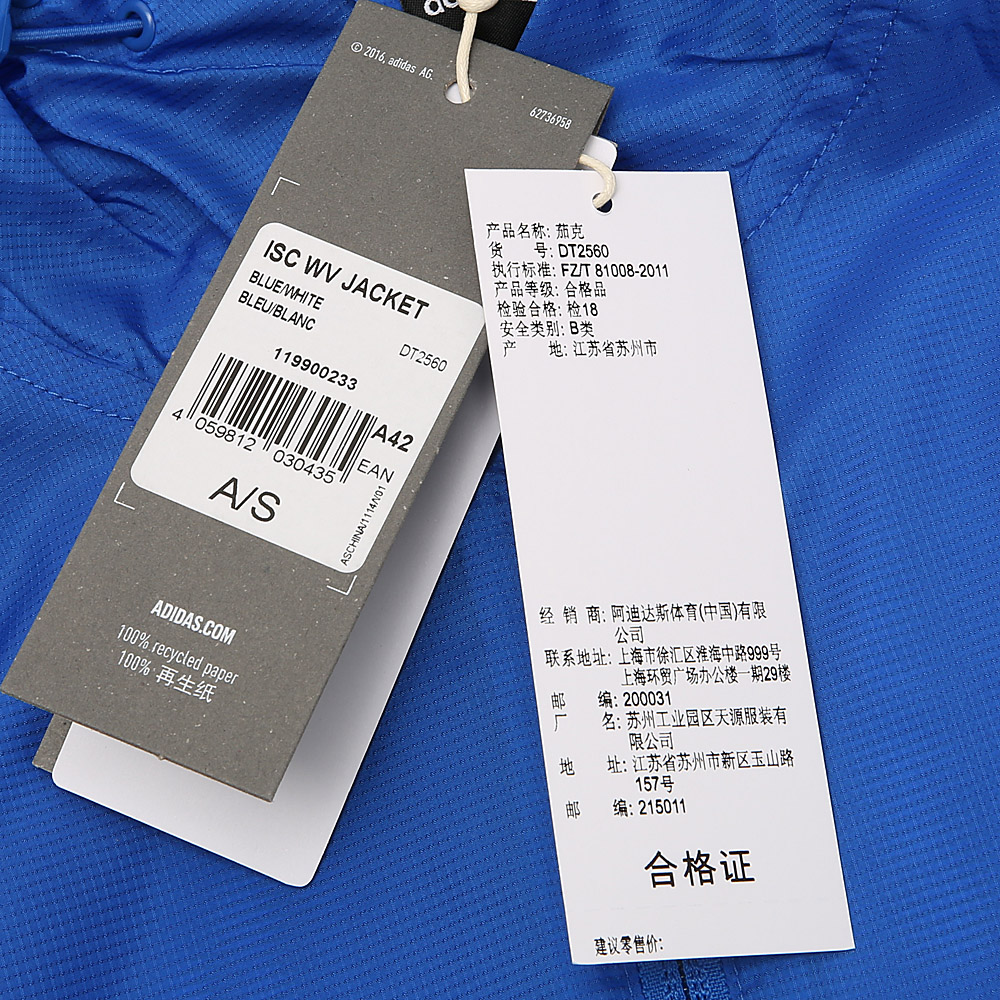 © 2016, adidas AG.
62736958
ISC WV JACKET
BLUE/WHITE
BLEU/BLANC
DT2560
119900233
A42
4 059812 030435 EAN
A/S
ASCHINA/1114/V01
ADIDAS.COM
100% recycled paper
100% 再生纸
产品名称: 茄克
货 号: DT2560
执行标准: FZ/T 81008-2011
产品等级: 合格品
检验合格: 检18
安全类别: B类
产 地: 江苏省苏州市
经 销 商: 阿迪达斯体育(中国)有限
公司
联系地址: 上海市徐汇区淮海中路999号
上海环贸广场办公楼一期29楼
邮 编: 200031
厂 名: 苏州工业园区天源服装有
限公司
地 址: 江苏省苏州市新区玉山路
157号
邮 编: 215011
合格证
建议零售价: